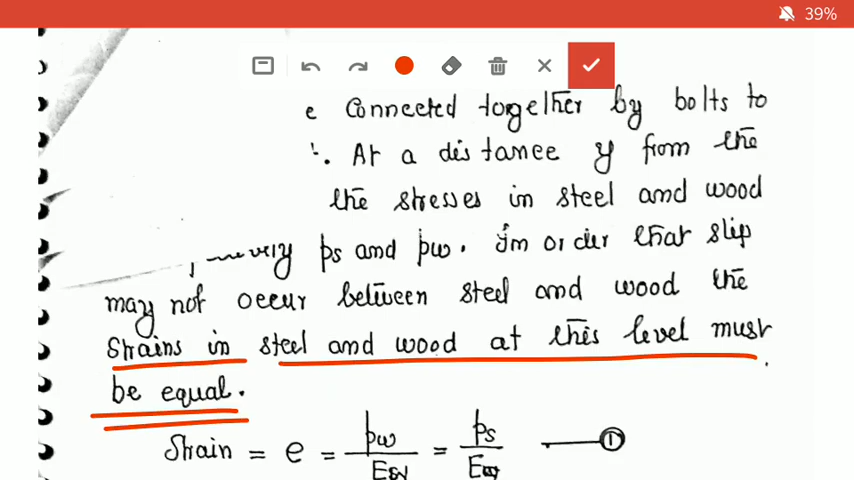 39%
e Connected together by bolts to
At a distance y from the
the stresses in steel and wood
ps and pw. In order that slip
may not occur between steel and wood the
strains in steel and wood at this level must
be equal.
Strain = e = pw/E = ps/E ——①